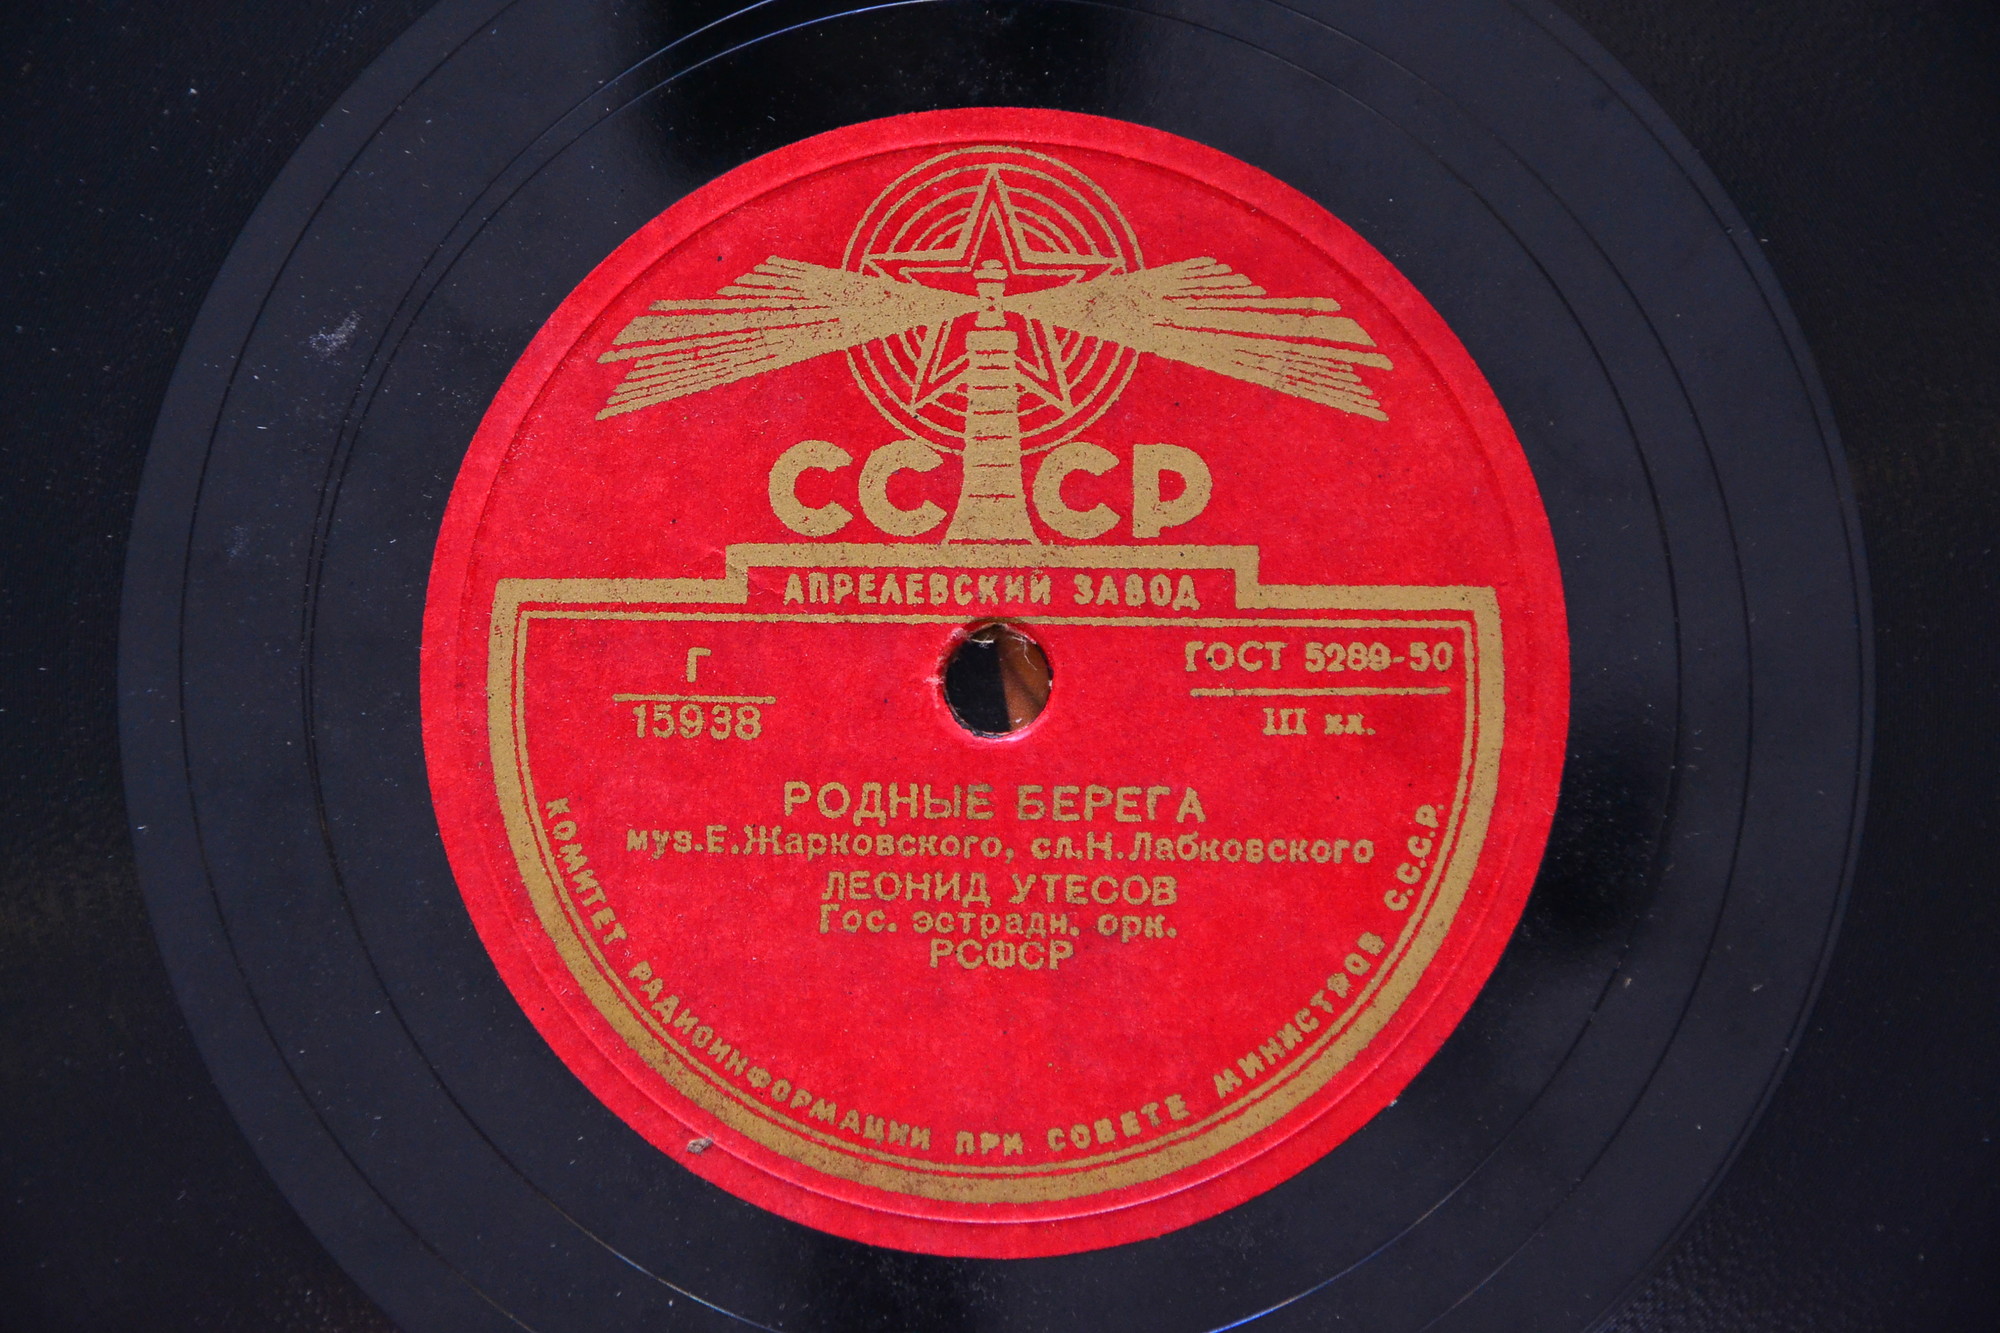 СССР
АПРЕЛЕВСКИЙ ЗАВОД
Г
15938
ГОСТ 5289-50
III кл.
РОДНЫЕ БЕРЕГА
муз.Е.Жарковского, сл.Н.Лабковского
ЛЕОНИД УТЕСОВ
Гос. эстрадн. орк.
РСФСР
КОМИТЕТ РАДИОИНФОРМАЦИИ ПРИ СОВЕТЕ МИНИСТРОВ С.С.С.Р.